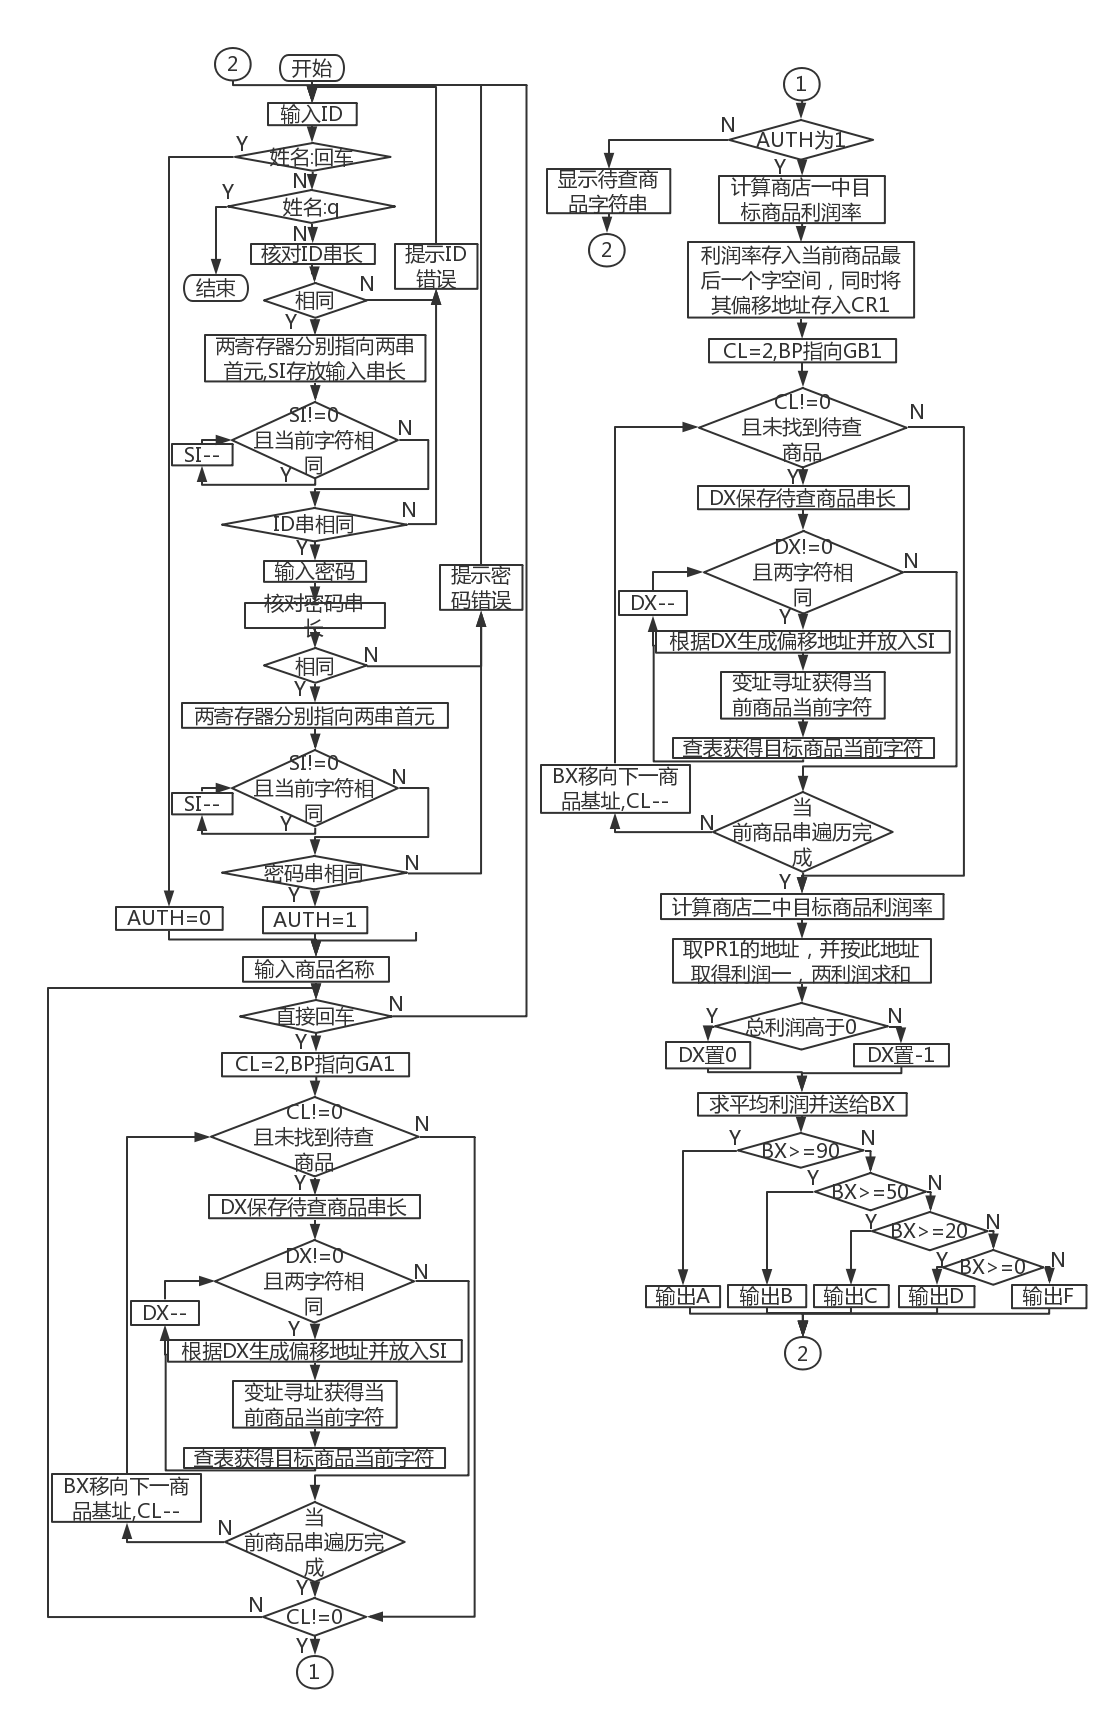 2
开始
输入ID
Y
姓名:回车
N
Y
姓名:q
N
核对ID串长
提示ID
错误
结束
相同
N
Y
两寄存器分别指向两串
首元,SI存放输入串长
SI!=0
且当前字符相
同
N
SI--
Y
ID串相同
N
Y
输入密码
提示密
码错误
核对密码串
长
相同
N
Y
两寄存器分别指向两串首元
SI!=0
且当前字符相
同
N
SI--
Y
密码串相同
N
Y
AUTH=0
AUTH=1
输入商品名称
直接回车
N
Y
CL=2,BP指向GA1
CL!=0
且未找到待查
商品
N
Y
DX保存待查商品串长
DX!=0
且两字符相
同
N
DX--
Y
根据DX生成偏移地址并放入SI
变址寻址获得当
前商品当前字符
查表获得目标商品当前字符
BX移向下一商
品基址,CL--
当
前商品串遍历完
成
N
Y
CL!=0
N
Y
1
1
AUTH为1
N
Y
显示待查商
品字符串
2
计算商店一中目
标商品利润率
利润率存入当前商品最
后一个字空间，同时将
其偏移地址存入CR1
CL=2,BP指向GB1
CL!=0
且未找到待查
商品
N
Y
DX保存待查商品串长
DX!=0
且两字符相
同
N
DX--
Y
根据DX生成偏移地址并放入SI
变址寻址获得当
前商品当前字符
查表获得目标商品当前字符
BX移向下一商
品基址,CL--
当
前商品串遍历完
成
N
Y
计算商店二中目标商品利润率
取PR1的地址，并按此地址
取得利润一，两利润求和
Y
总利润高于0
N
DX置0
DX置-1
求平均利润并送给BX
Y
BX>=90
N
Y
BX>=50
N
Y
BX>=20
N
Y
BX>=0
N
输出A
输出B
输出C
输出D
输出F
2